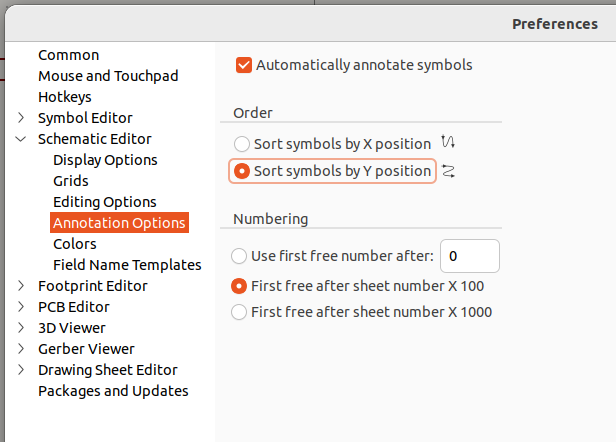 Preferences
Common
Mouse and Touchpad
Hotkeys
Symbol Editor
Schematic Editor
Display Options
Grids
Editing Options
Annotation Options
Colors
Field Name Templates
Footprint Editor
PCB Editor
3D Viewer
Gerber Viewer
Drawing Sheet Editor
Packages and Updates
Automatically annotate symbols
Order
Sort symbols by X position
Sort symbols by Y position
Numbering
Use first free number after: 0
First free after sheet number X 100
First free after sheet number X 1000